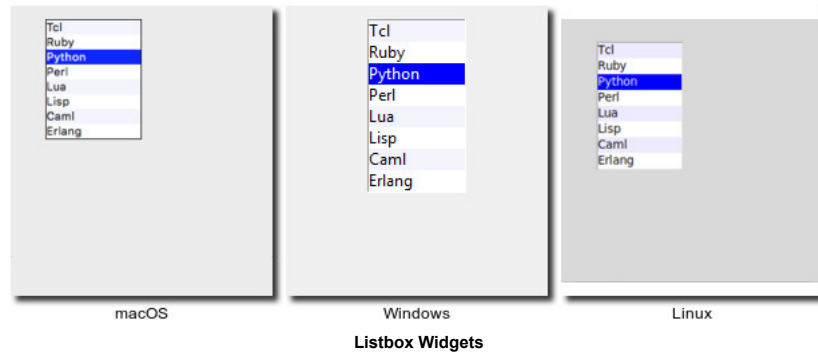 Tcl
Ruby
Python
Perl
Lua
Lisp
Caml
Erlang
Tcl
Ruby
Python
Perl
Lua
Lisp
Caml
Erlang
Tcl
Ruby
Python
Perl
Lua
Lisp
Caml
Erlang
macOS
Windows
Linux
Listbox Widgets